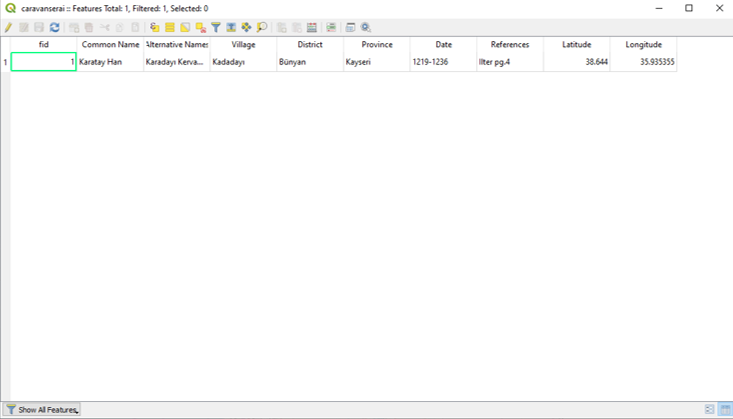 caravanserai :: Features Total: 1, Filtered: 1, Selected: 0
fid Common Name Alternative Names Village District Province Date References Latitude Longitude
1 1 Karatay Han Karadayı Kerva... Kadadayı Bünyan Kayseri 1219-1236 Ilter pg.4 38.644 35.935355
Show All Features